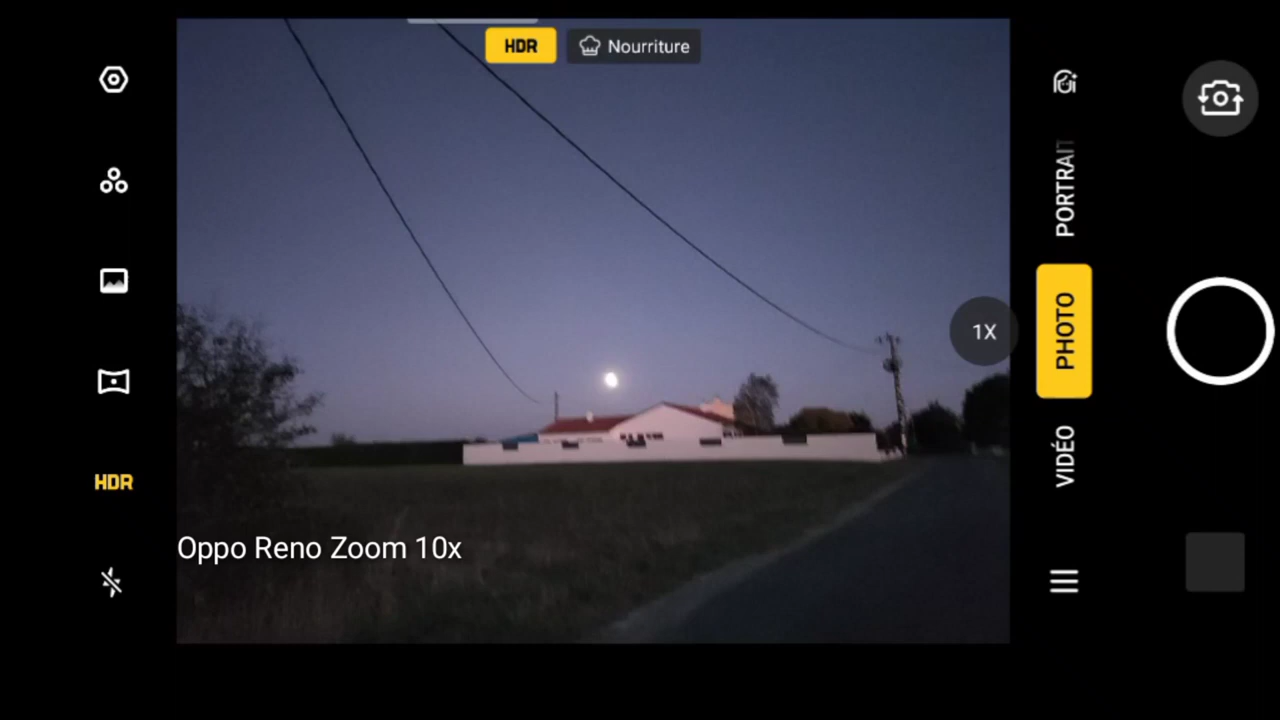 HDR
Nourriture
PORTRAIT
1X
PHOTO
VIDÉO
HDR
Oppo Reno Zoom 10x